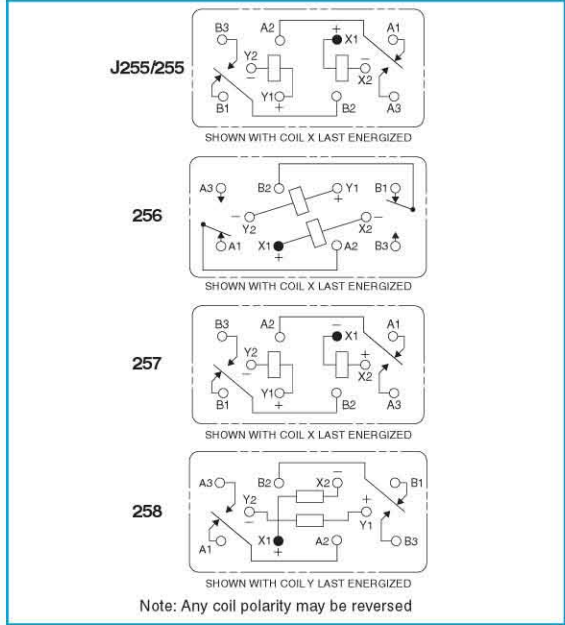 B3 A2 + X1 A1
J255/255
Y2 − − X2
Y1 +
B1 B2 A3
SHOWN WITH COIL X LAST ENERGIZED
A3 B2 Y1 + B1
256
− Y2 X2 −
A1 X1 + A2 B3
SHOWN WITH COIL X LAST ENERGIZED
B3 A2 − X1 A1
257
Y2 − + X2
Y1 +
B1 B2 A3
SHOWN WITH COIL X LAST ENERGIZED
A3 B2 X2 − B1
258
Y2 − + Y1
A1 X1 + A2 B3
SHOWN WITH COIL Y LAST ENERGIZED
Note: Any coil polarity may be reversed